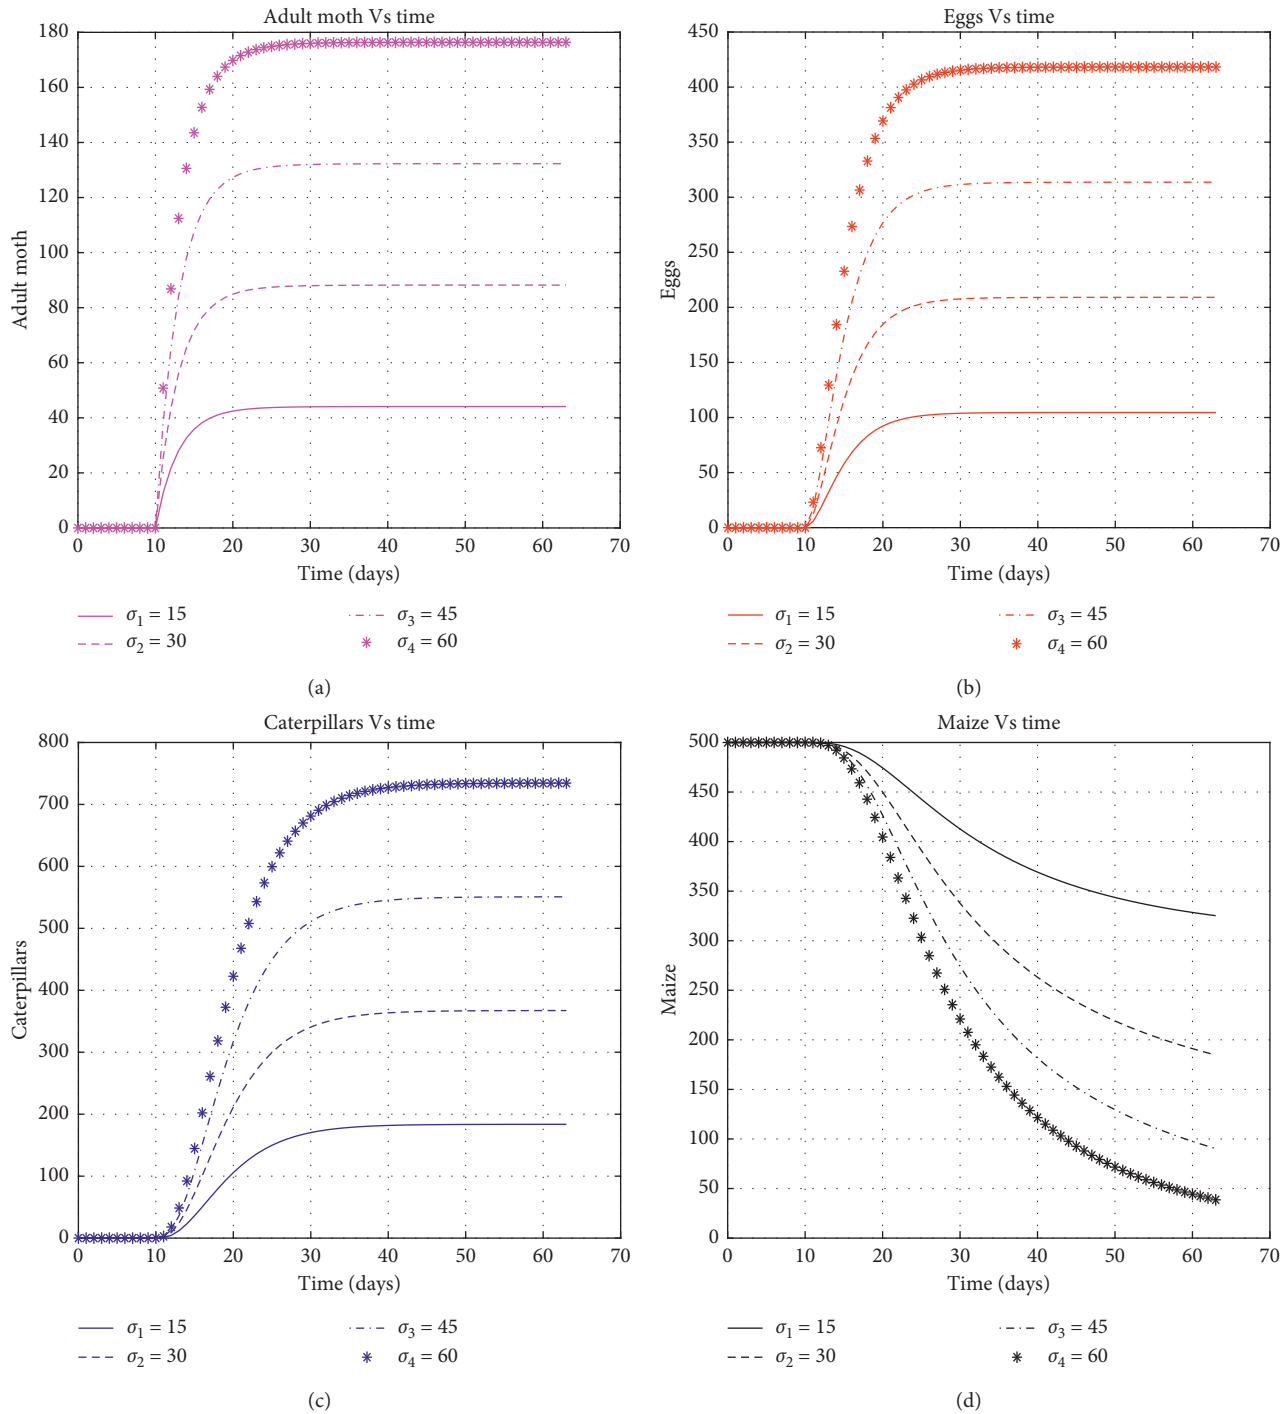 Adult moth Vs time
180
160
140
120
100
80
60
40
20
0
Adult moth
0 10 20 30 40 50 60 70
Time (days)
σ1 = 15
σ2 = 30
σ3 = 45
σ4 = 60
(a)
Eggs Vs time
450
400
350
300
250
200
150
100
50
0
Eggs
0 10 20 30 40 50 60 70
Time (days)
σ1 = 15
σ2 = 30
σ3 = 45
σ4 = 60
(b)
Caterpillars Vs time
800
700
600
500
400
300
200
100
0
Caterpillars
0 10 20 30 40 50 60 70
Time (days)
σ1 = 15
σ2 = 30
σ3 = 45
σ4 = 60
(c)
Maize Vs time
500
450
400
350
300
250
200
150
100
50
0
Maize
0 10 20 30 40 50 60 70
Time (days)
σ1 = 15
σ2 = 30
σ3 = 45
σ4 = 60
(d)